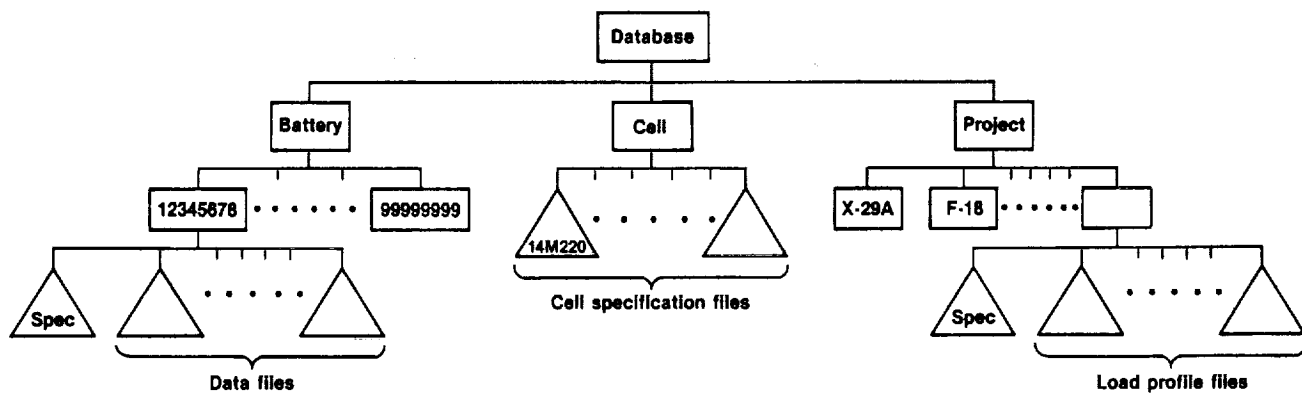 Database
Battery
Cell
Project
12345678
99999999
X-29A
F-18
14M220
Cell specification files
Spec
Spec
Data files
Load profile files